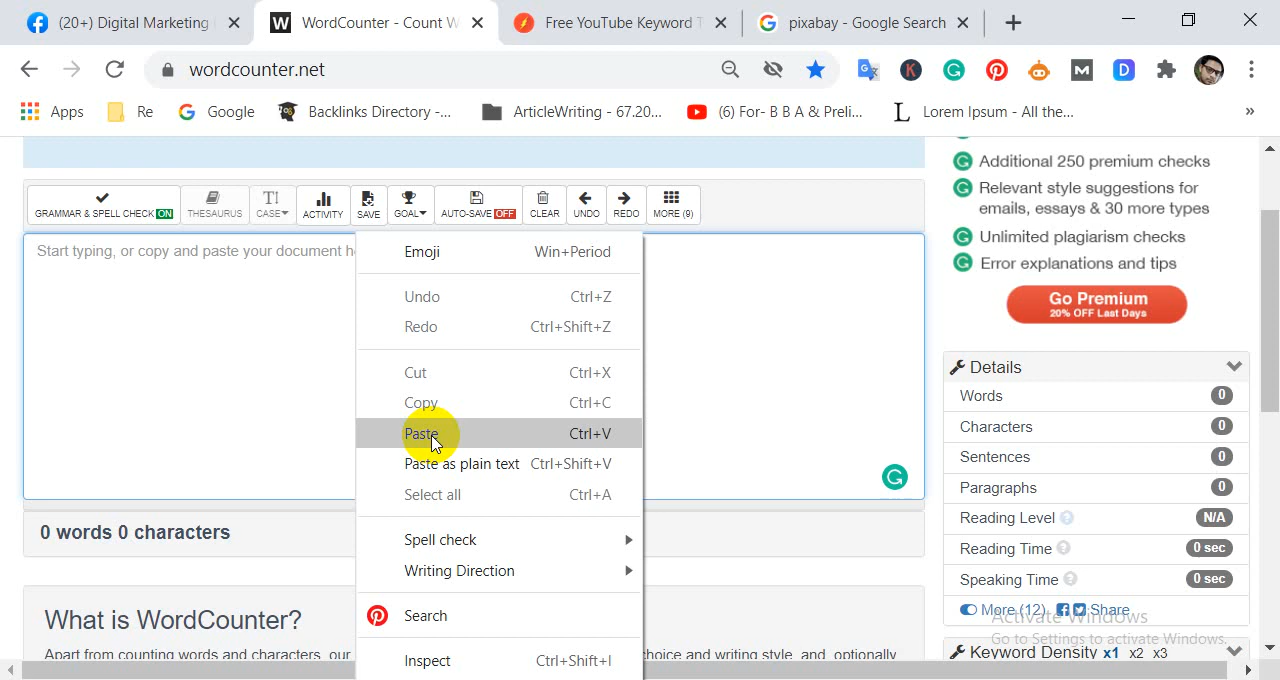 (20+) Digital Marketing
WordCounter - Count W
Free YouTube Keyword T
pixabay - Google Search
wordcounter.net
Apps
Re
Google
Backlinks Directory -...
ArticleWriting - 67.20...
(6) For- B B A & Preli...
Lorem Ipsum - All the...
»
Additional 250 premium checks
Relevant style suggestions for
emails, essays & 30 more types
Unlimited plagiarism checks
Error explanations and tips
Go Premium
20% OFF Last Days
GRAMMAR & SPELL CHECK ON
THESAURUS
CASE
ACTIVITY
SAVE
GOAL
AUTO-SAVE OFF
CLEAR
UNDO
REDO
MORE (9)
Start typing, or copy and paste your document h
Emoji Win+Period
Undo Ctrl+Z
Redo Ctrl+Shift+Z
Cut Ctrl+X
Copy Ctrl+C
Paste Ctrl+V
Paste as plain text Ctrl+Shift+V
Select all Ctrl+A
Spell check
Writing Direction
Search
Inspect Ctrl+Shift+I
0 words 0 characters
What is WordCounter?
Apart from counting words and characters, our
choice and writing style, and, optionally
Details
Words 0
Characters 0
Sentences 0
Paragraphs 0
Reading Level N/A
Reading Time 0 sec
Speaking Time 0 sec
More (12) Share
Activate Windows
Go to Settings to activate Windows.
Keyword Density x1 x2 x3